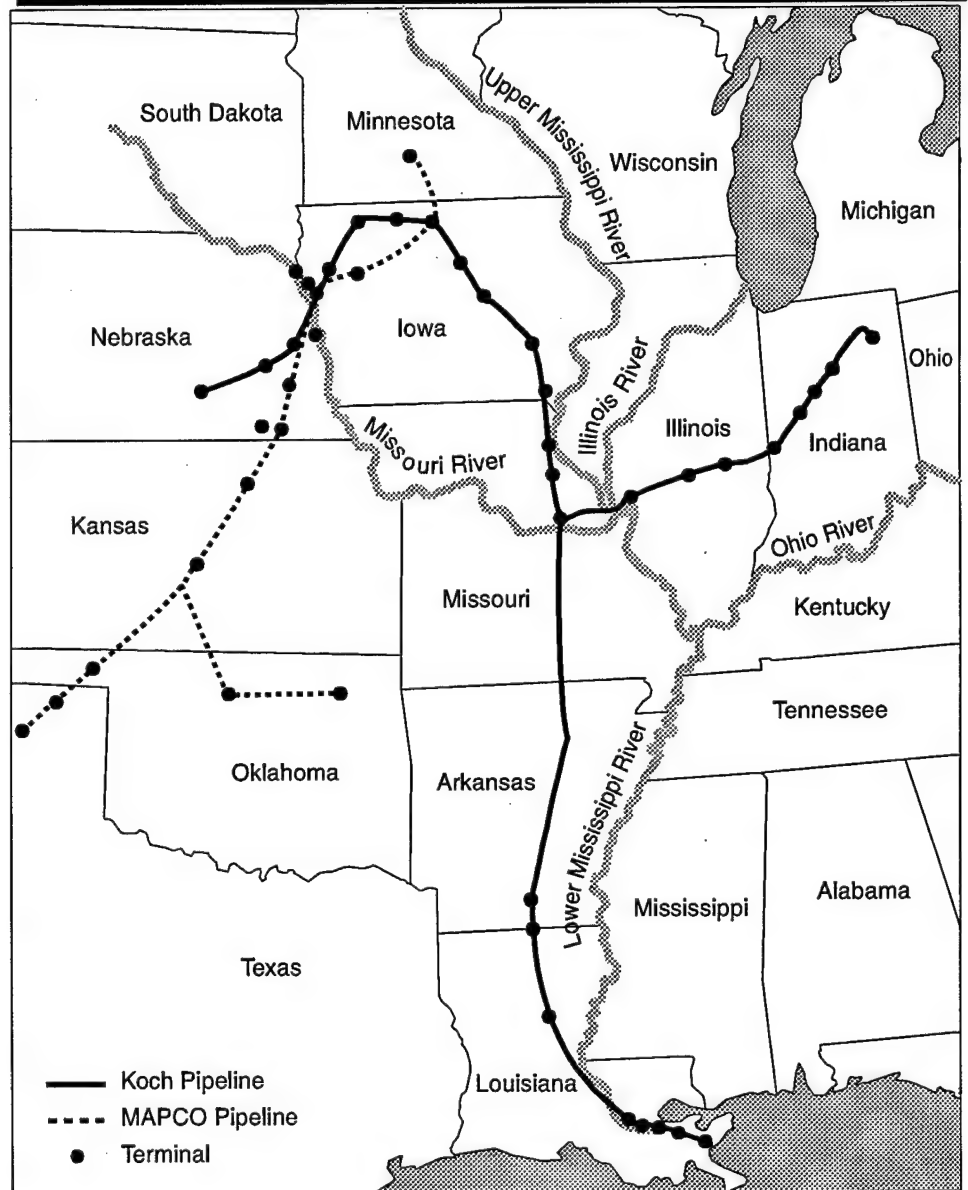 South Dakota
Minnesota
Upper Mississippi River
Wisconsin
Michigan
Nebraska
Iowa
Illinois River
Illinois
Indiana
Ohio
Missouri River
Kansas
Ohio River
Missouri
Kentucky
Tennessee
Oklahoma
Arkansas
Lower Mississippi River
Mississippi
Alabama
Texas
Louisiana
Koch Pipeline
MAPCO Pipeline
Terminal